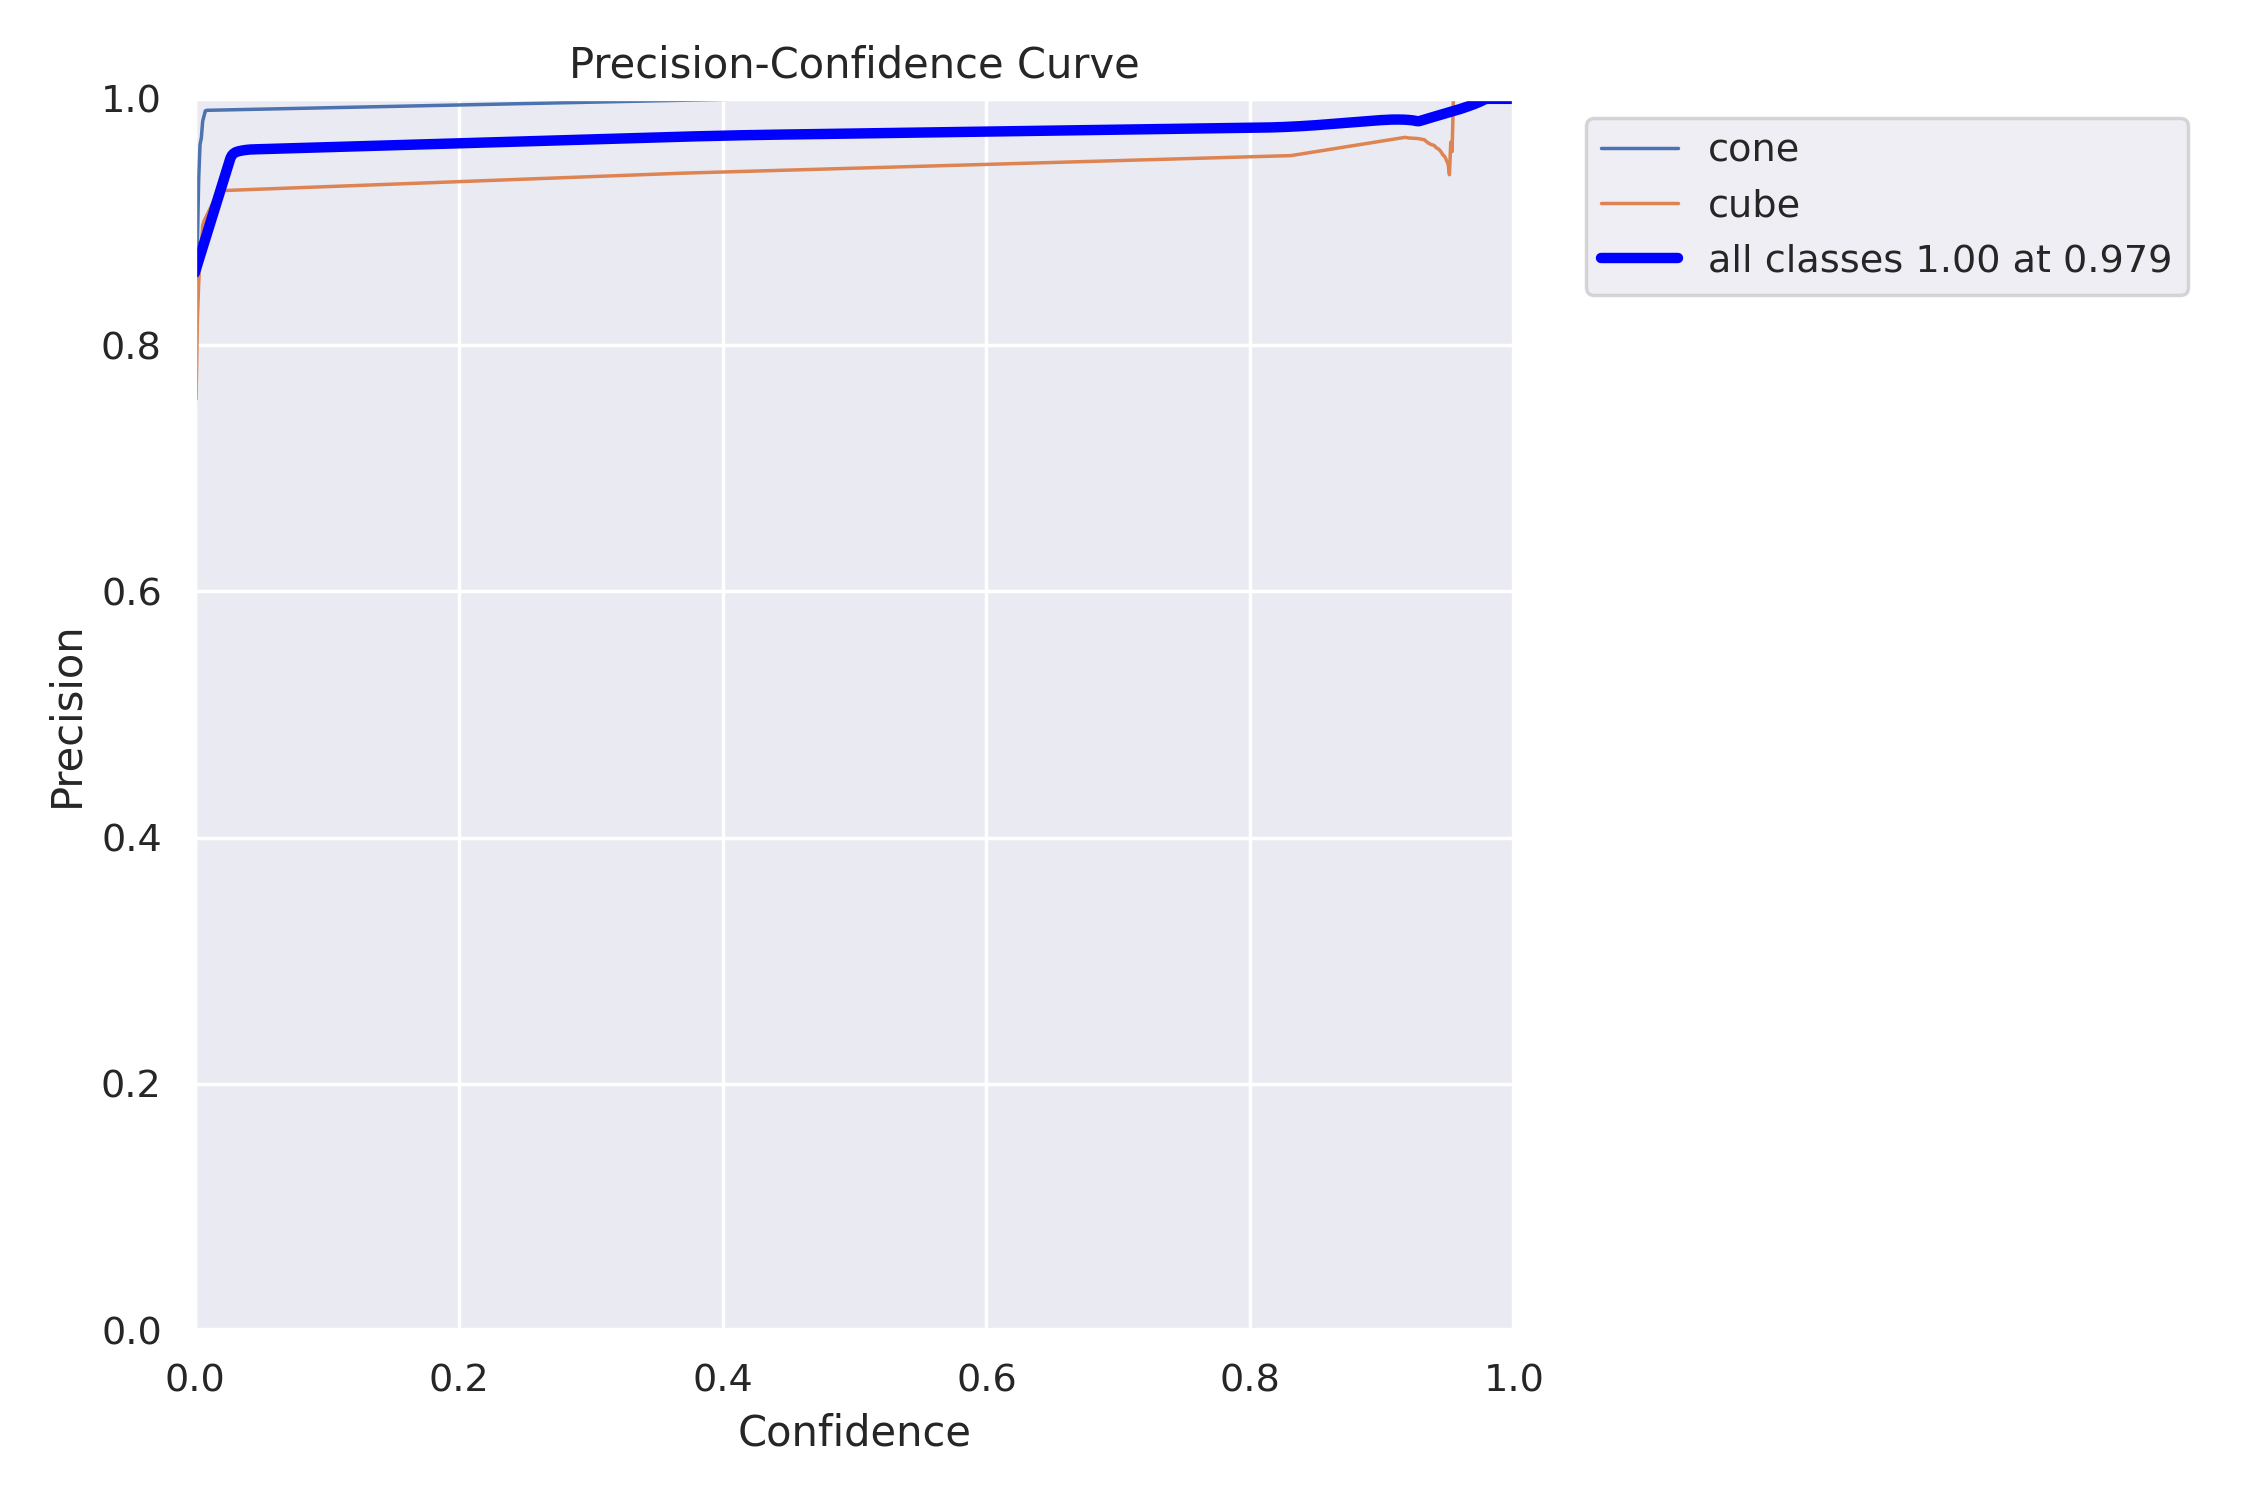 Precision-Confidence Curve
1.0
0.8
0.6
0.4
0.2
0.0
Precision
0.0 0.2 0.4 0.6 0.8 1.0
Confidence
cone
cube
all classes 1.00 at 0.979